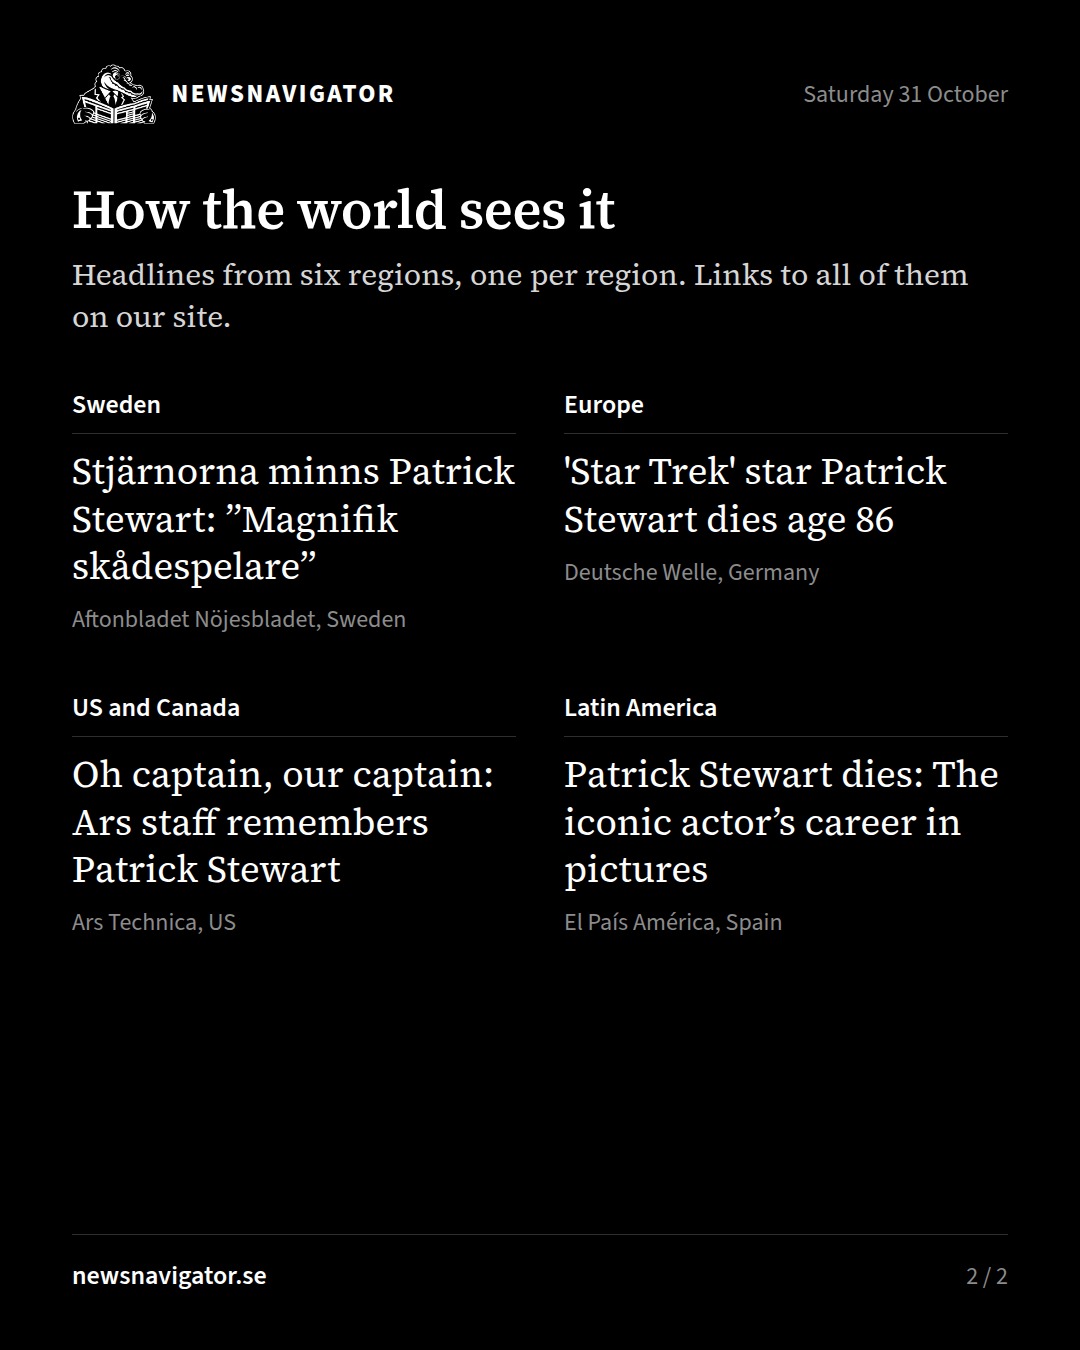 NEWSNAVIGATOR
Saturday 31 October
How the world sees it
Headlines from six regions, one per region. Links to all of them
on our site.
Sweden
Stjärnorna minns Patrick
Stewart: ”Magnifik
skådespelare”
Aftonbladet Nöjesbladet, Sweden
Europe
'Star Trek' star Patrick
Stewart dies age 86
Deutsche Welle, Germany
US and Canada
Oh captain, our captain:
Ars staff remembers
Patrick Stewart
Ars Technica, US
Latin America
Patrick Stewart dies: The
iconic actor’s career in
pictures
El País América, Spain
newsnavigator.se
2 / 2